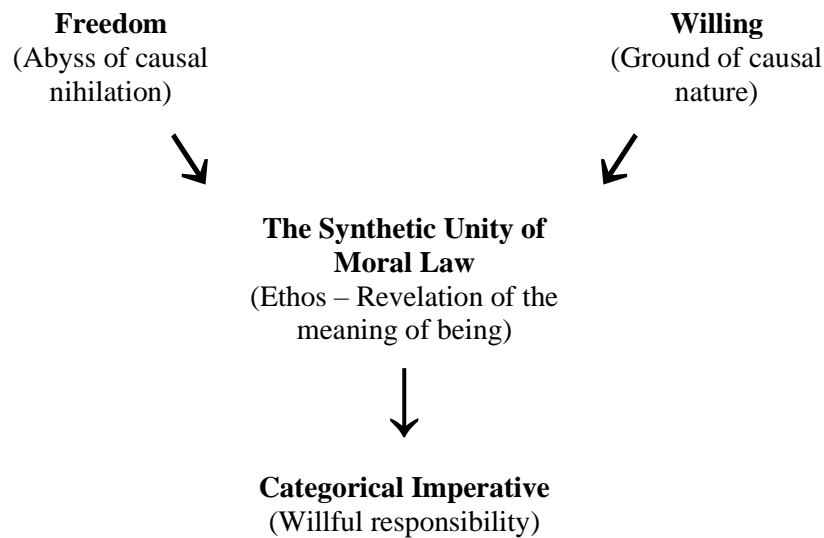 Freedom
(Abyss of causal
nihilation)
Willing
(Ground of causal
nature)
The Synthetic Unity of
Moral Law
(Ethos – Revelation of the
meaning of being)
Categorical Imperative
(Willful responsibility)